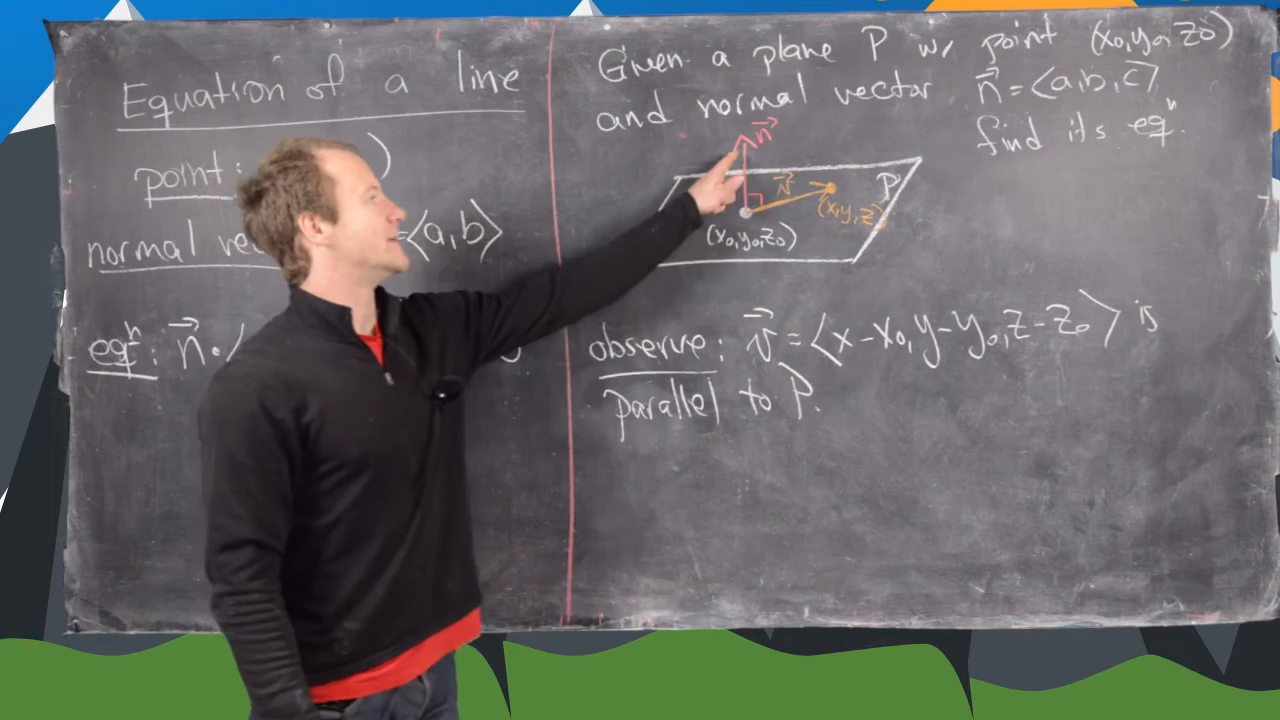 Equation of a line
point: )
normal vec =<a,b>
eqⁿ: n⃗ · <
Given a plane P w/ point (x₀,y₀,z₀)
and normal vector n⃗ = <a,b,c>,
find its eqⁿ.
n⃗
v⃗
P
(x,y,z)
(x₀,y₀,z₀)
observe: v⃗ = <x-x₀, y-y₀, z-z₀> is
parallel to P.